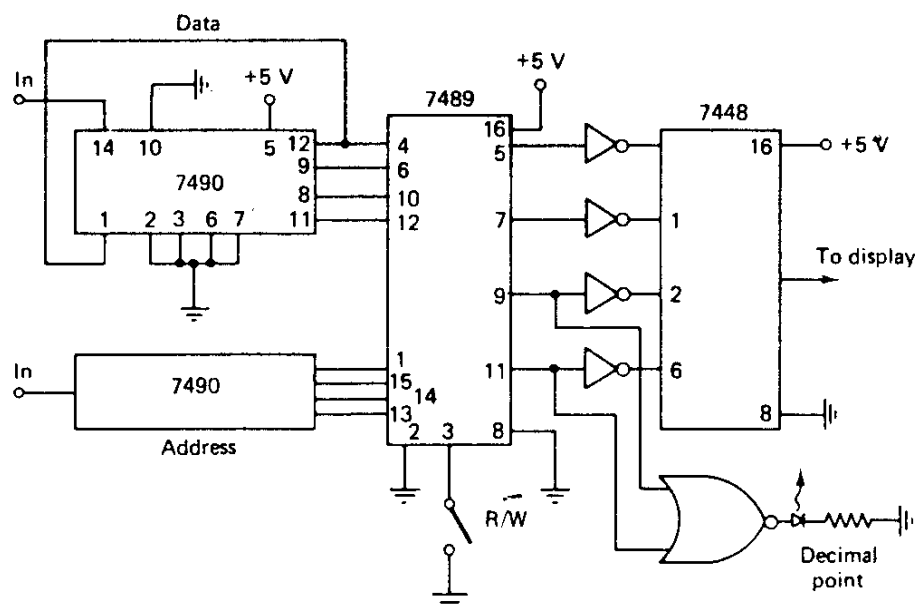 Data
In
+5 V
+5 V
7489
7448
14 10 5 12
9
8
11
7490
1 2 3 6 7
4
6
10
12
16
5
7
9
11
16
+5 V
1
2
6
8
To display
In
7490
Address
1
15
14
13
2 3 8
R/W̅
Decimal
point